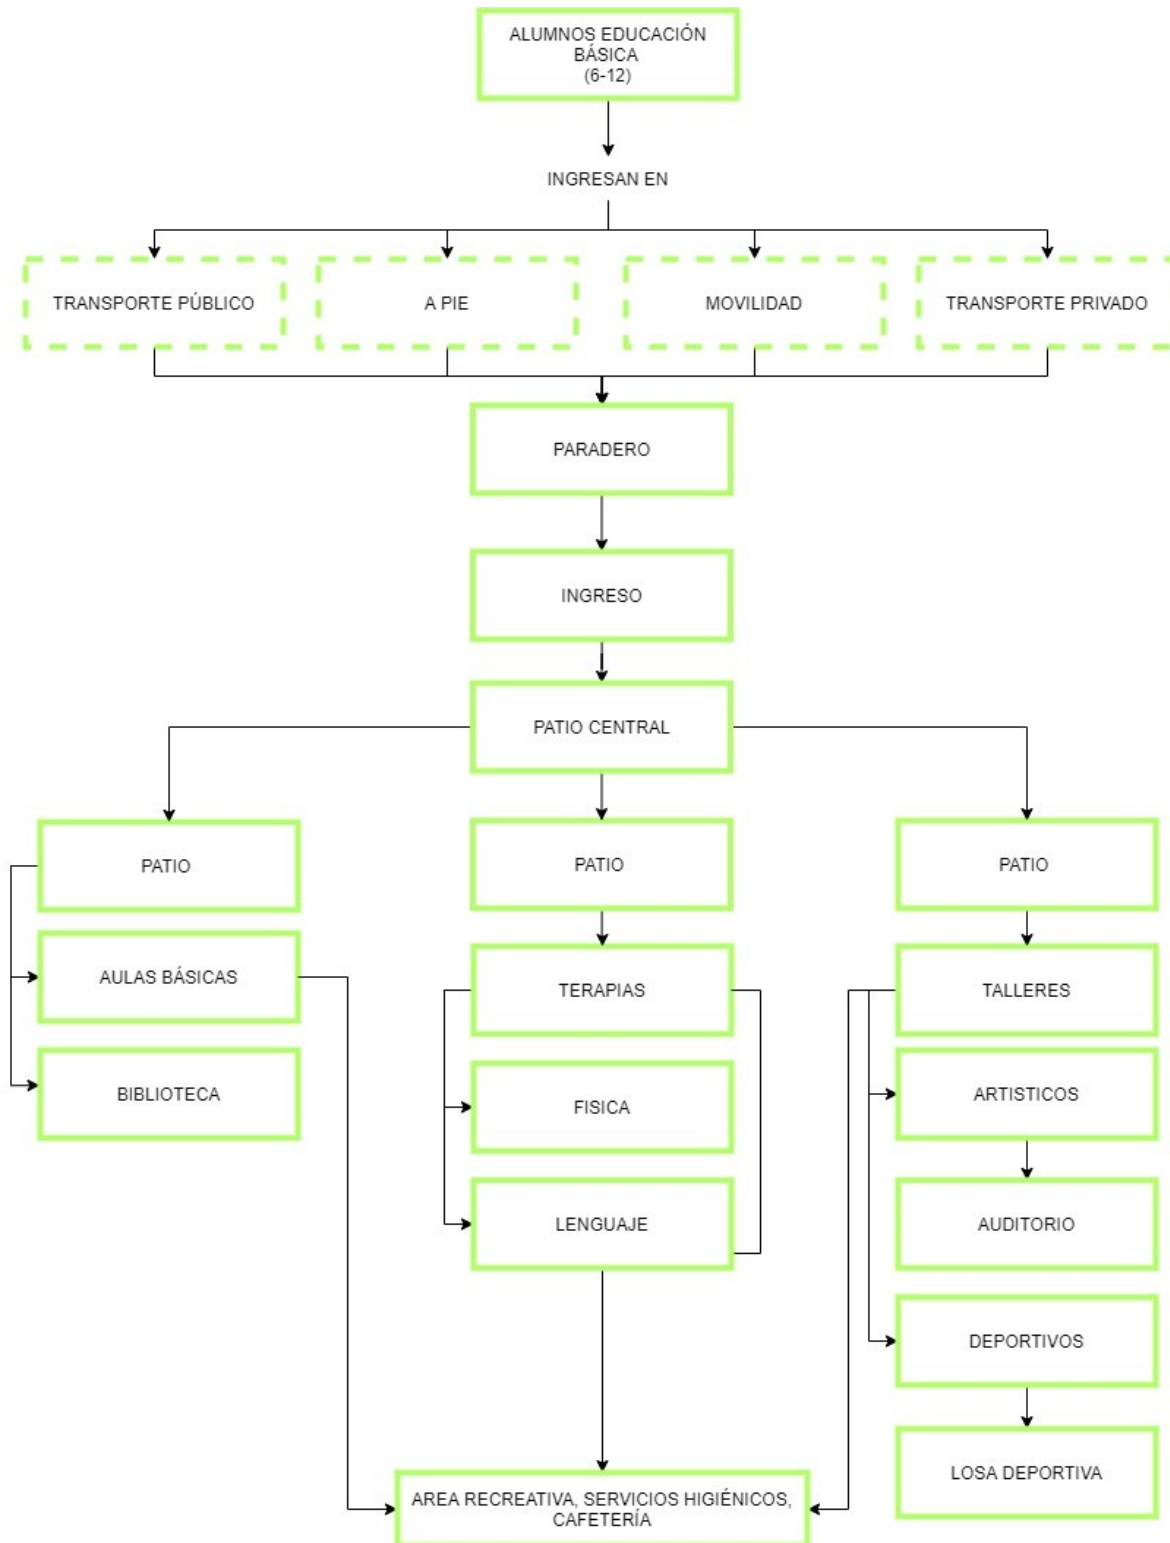 ALUMNOS EDUCACIÓN
BÁSICA
(6-12)
INGRESAN EN
TRANSPORTE PÚBLICO
A PIE
MOVILIDAD
TRANSPORTE PRIVADO
PARADERO
INGRESO
PATIO CENTRAL
PATIO
PATIO
PATIO
AULAS BÁSICAS
TERAPIAS
TALLERES
BIBLIOTECA
FISICA
ARTISTICOS
LENGUAJE
AUDITORIO
DEPORTIVOS
LOSA DEPORTIVA
AREA RECREATIVA, SERVICIOS HIGIÉNICOS,
CAFETERÍA